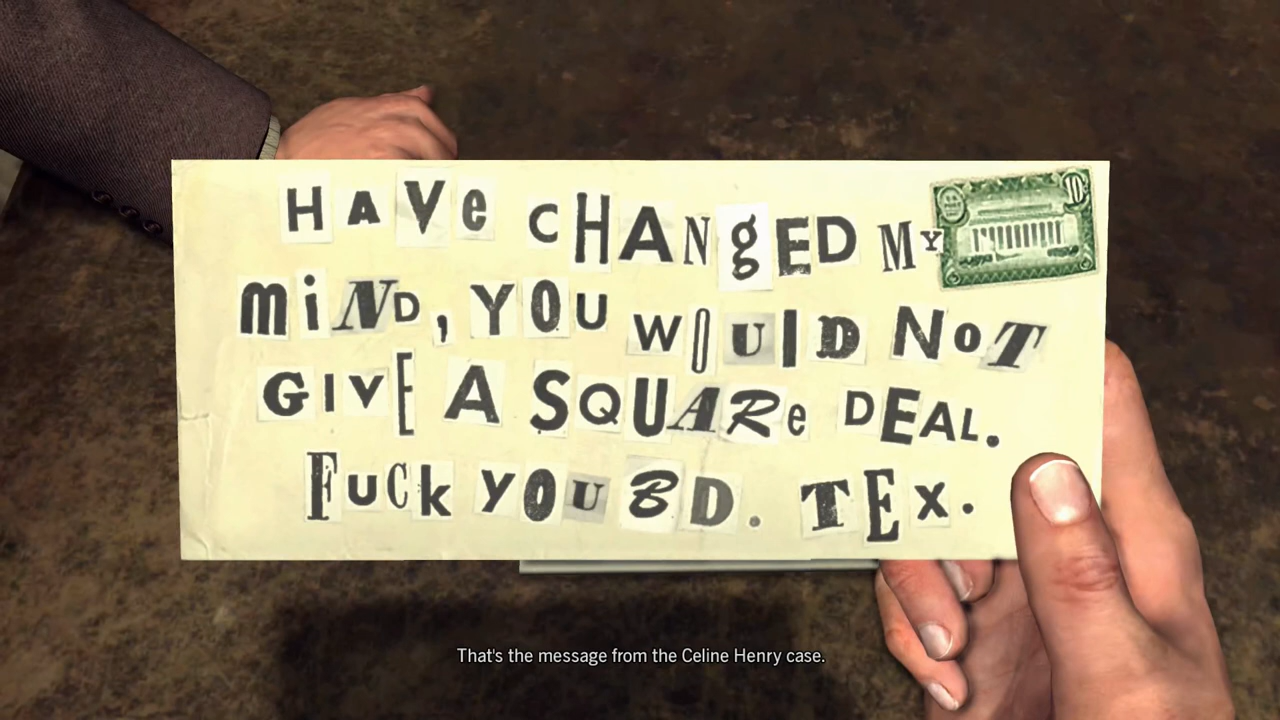 HAVe CHANgED MY
miND, YOU WOUlD NoT
GIVE A SQUARe DEAL.
FuCk YOU BD. TEx.
10¢
That's the message from the Celine Henry case.